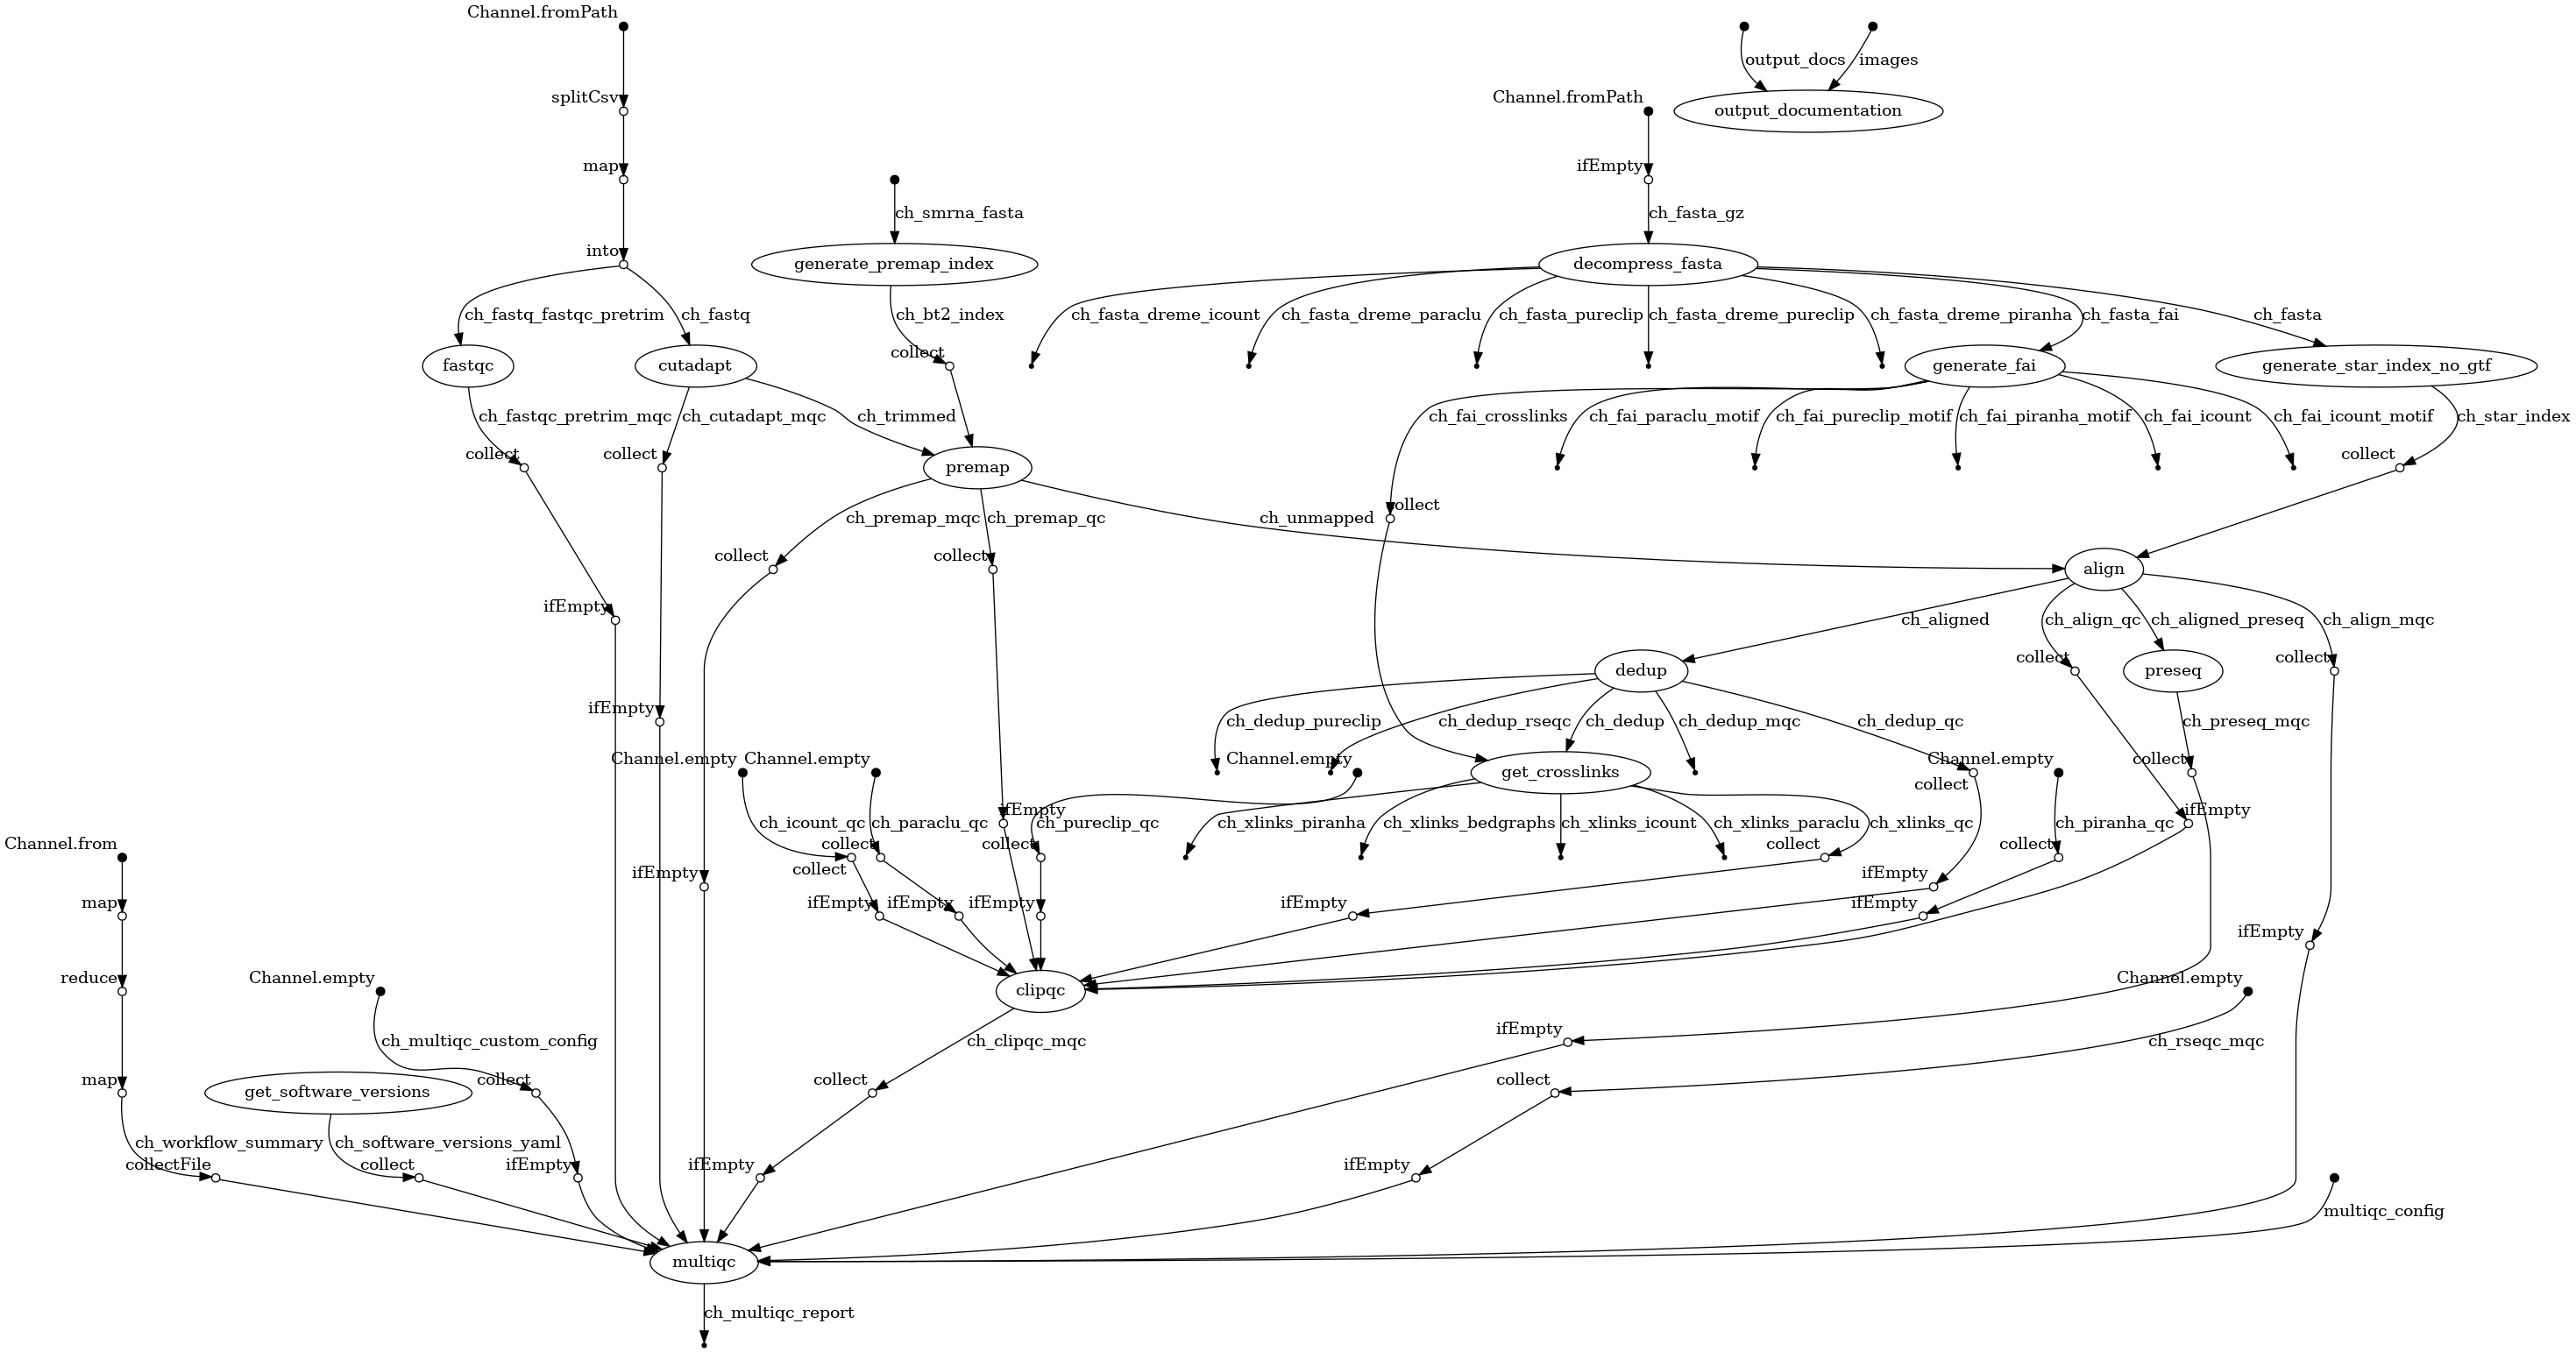 Channel.fromPath
splitCsv
Channel.fromPath
output_docs
images
output_documentation
map
ifEmpty
ch_smrna_fasta
ch_fasta_gz
into
generate_premap_index
decompress_fasta
ch_fastq_fastqc_pretrim
ch_fastq
ch_bt2_index
ch_fasta_dreme_icount
ch_fasta_dreme_paraclu
ch_fasta_pureclip
ch_fasta_dreme_pureclip
ch_fasta_dreme_piranha
ch_fasta_fai
ch_fasta
collect
fastqc
cutadapt
generate_fai
generate_star_index_no_gtf
ch_fastqc_pretrim_mqc
ch_cutadapt_mqc
ch_trimmed
ch_fai_crosslinks
ch_fai_paraclu_motif
ch_fai_pureclip_motif
ch_fai_piranha_motif
ch_fai_icount
ch_fai_icount_motif
ch_star_index
collect
collect
premap
collect
ch_premap_mqc
ch_premap_qc
ch_unmapped
collect
collect
collect
align
ifEmpty
ch_aligned
ch_align_qc
ch_aligned_preseq
ch_align_mqc
collect
collect
dedup
preseq
ifEmpty
ch_dedup_pureclip
ch_dedup_rseqc
ch_dedup
ch_dedup_mqc
ch_dedup_qc
ch_preseq_mqc
Channel.empty
Channel.empty
Channel.empty
get_crosslinks
Channel.empty
collect
collect
ifEmpty
ifEmpty
ch_icount_qc
ch_paraclu_qc
ch_pureclip_qc
ch_xlinks_piranha
ch_xlinks_bedgraphs
ch_xlinks_icount
ch_xlinks_paraclu
ch_xlinks_qc
ch_piranha_qc
Channel.from
collect
collect
collect
collect
collect
ifEmpty
ifEmpty
map
ifEmpty
ifEmpty
ifEmpty
ifEmpty
ifEmpty
ifEmpty
reduce
Channel.empty
clipqc
Channel.empty
ifEmpty
ch_multiqc_custom_config
ch_clipqc_mqc
ch_rseqc_mqc
map
collect
collect
collect
get_software_versions
ch_workflow_summary
ch_software_versions_yaml
collectFile
collect
ifEmpty
ifEmpty
ifEmpty
multiqc_config
multiqc
ch_multiqc_report